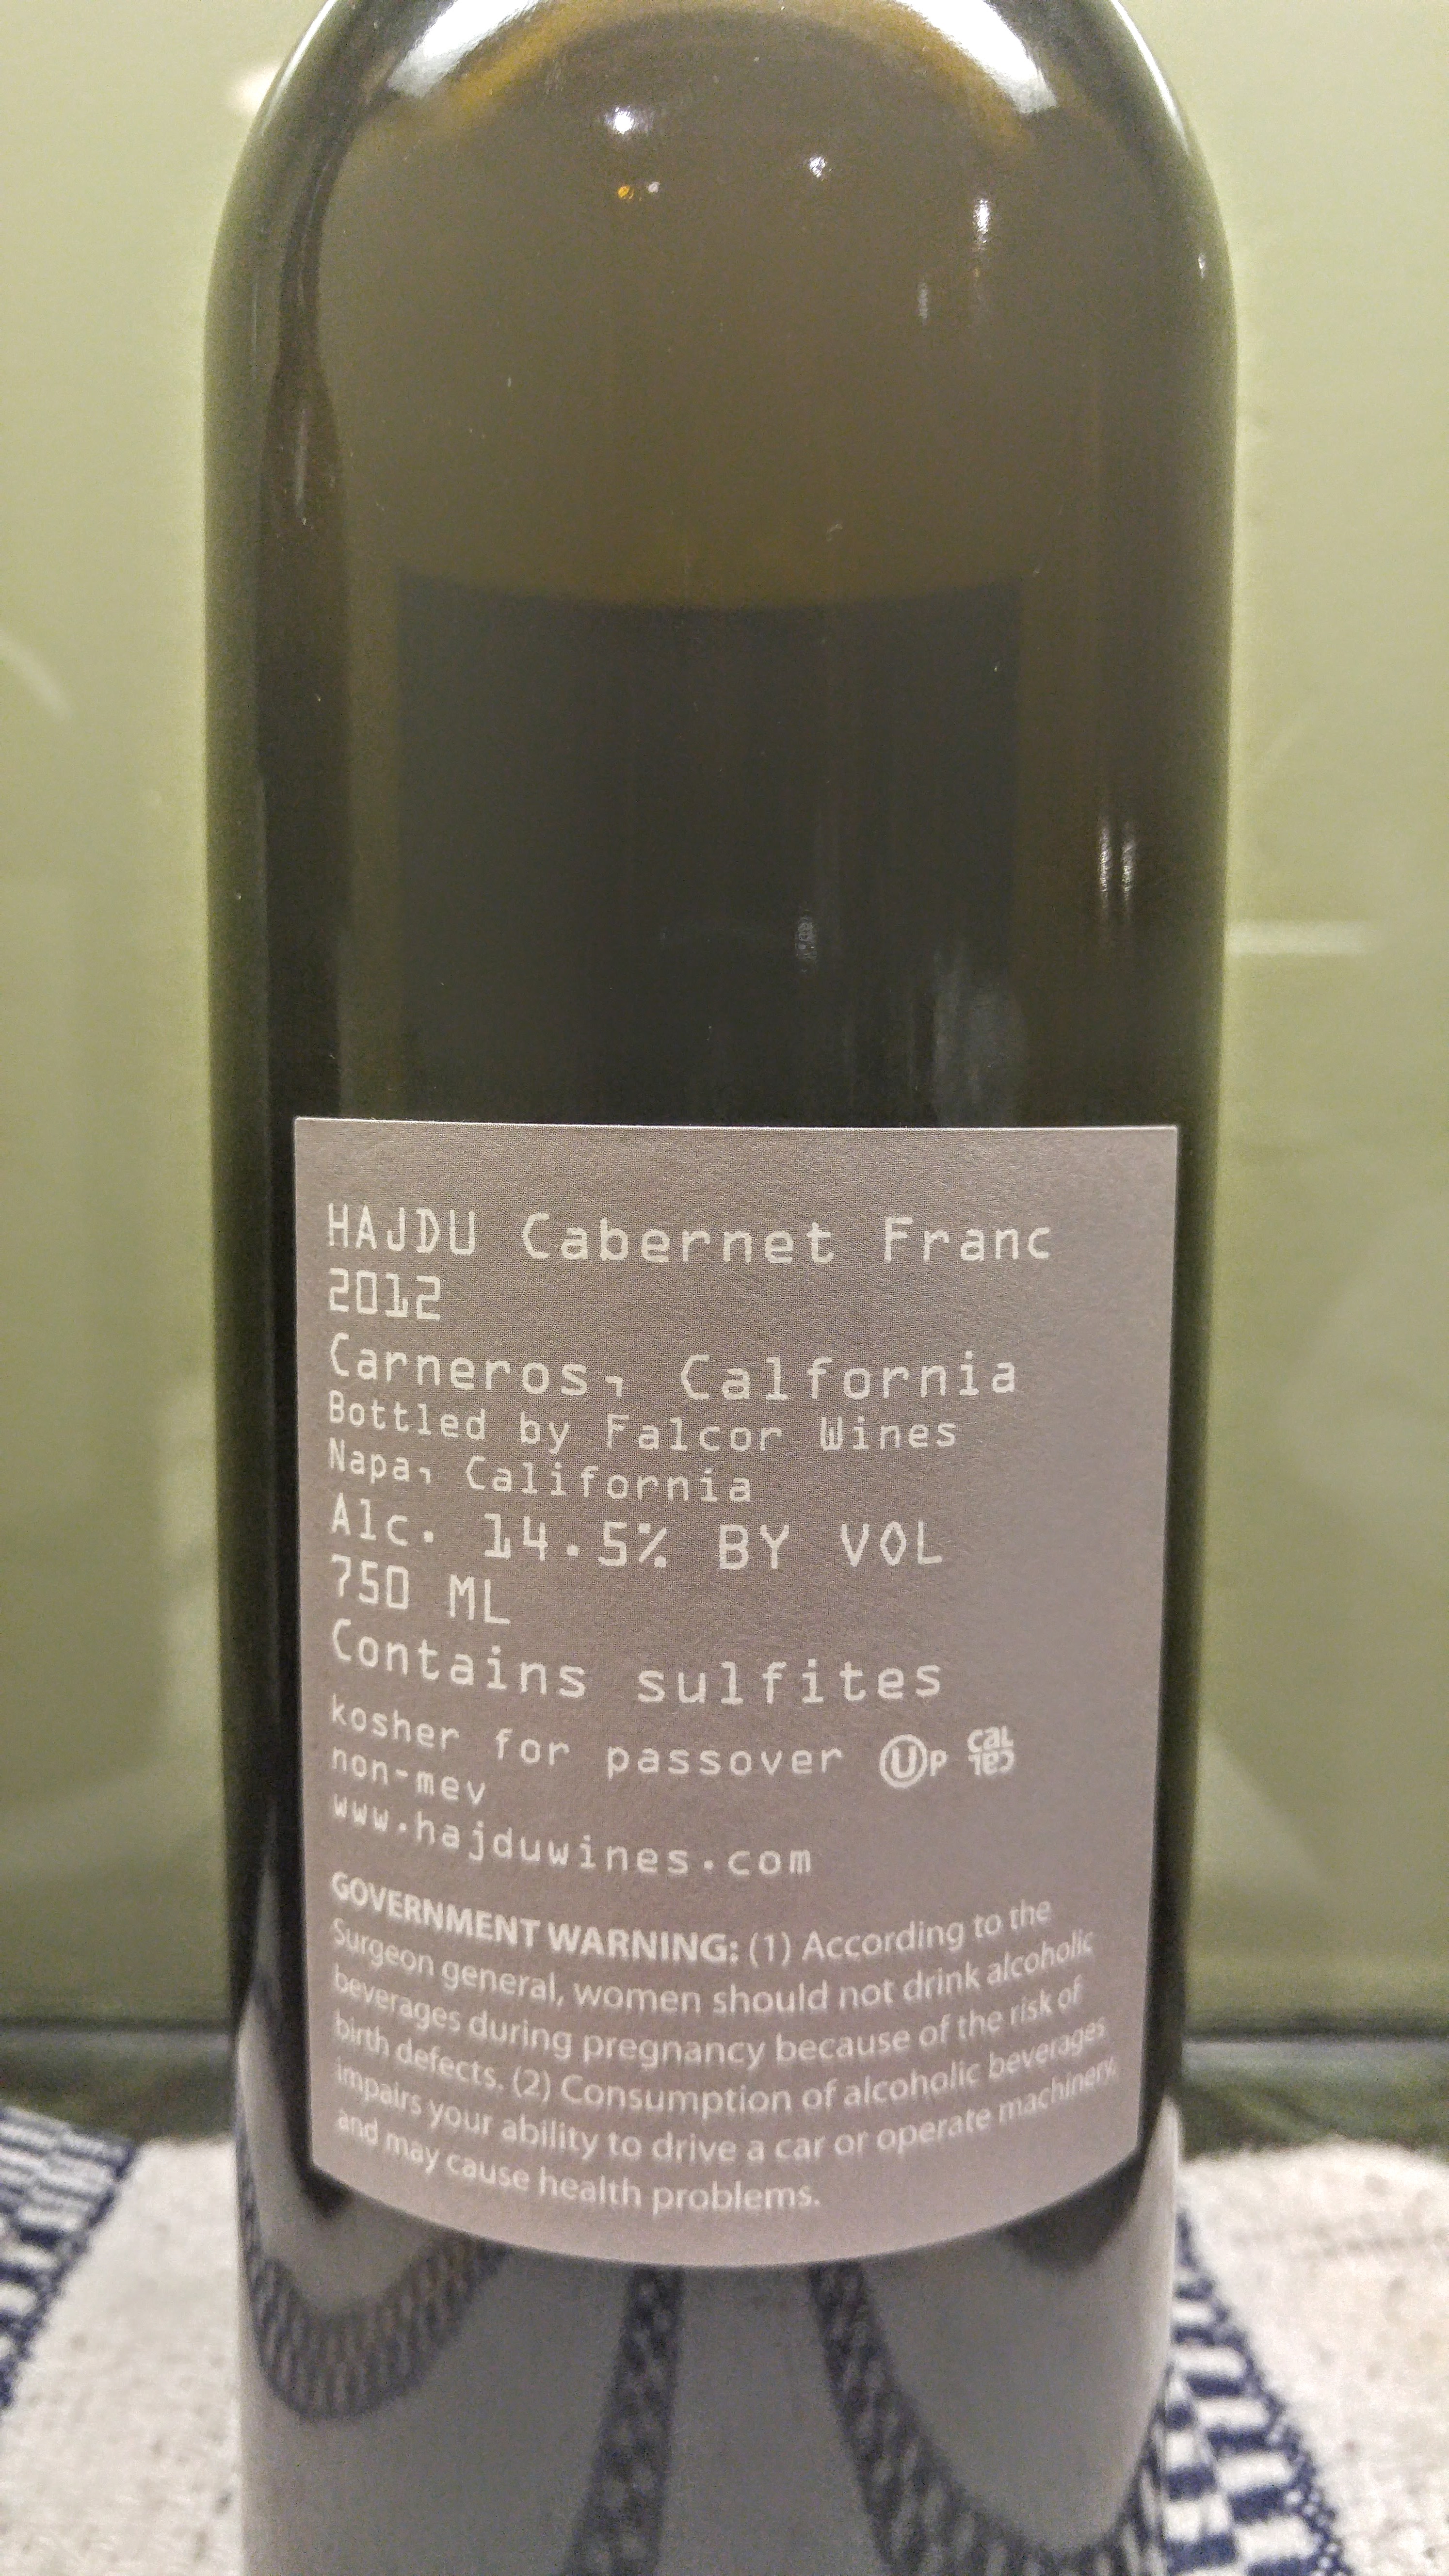 HAJDU Cabernet Franc
2012
Carneros, Calfornia
Bottled by Falcor Wines
Napa, California
Alc. 14.5% BY VOL
750 ML
Contains sulfites
kosher for passover Ⓤ P CAL
non-mev
www.hajduwines.com
GOVERNMENT WARNING: (1) According to the
Surgeon general, women should not drink alcoholic
beverages during pregnancy because of the risk of
birth defects. (2) Consumption of alcoholic beverages
impairs your ability to drive a car or operate machinery,
and may cause health problems.